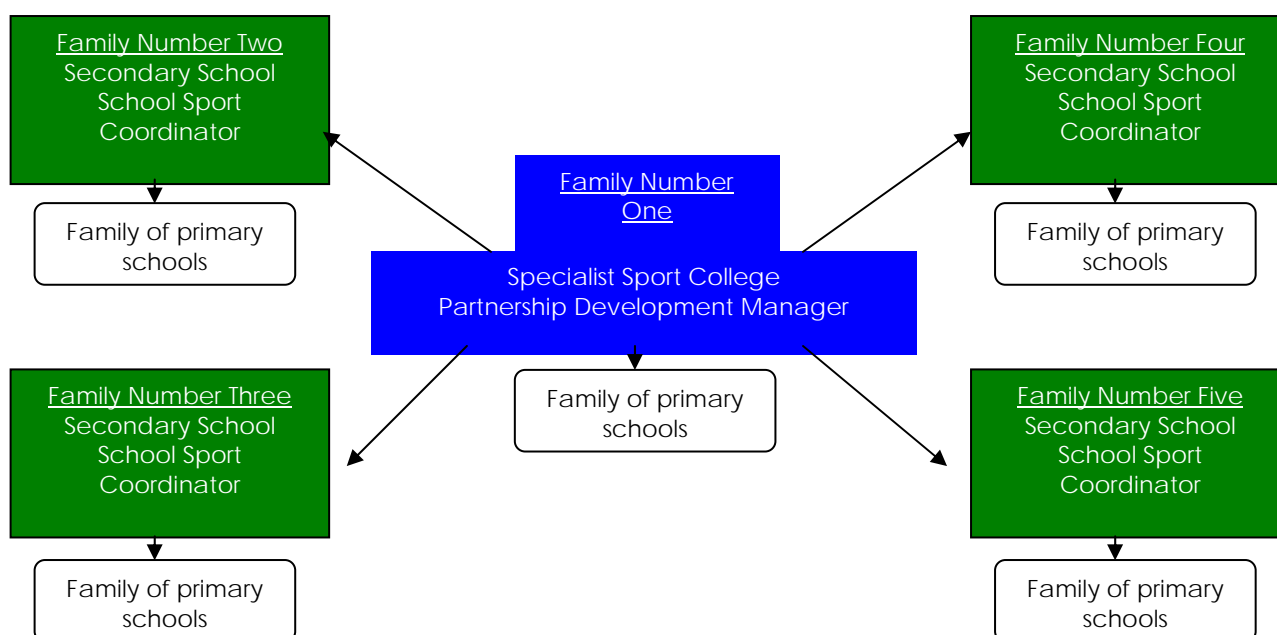 Family Number Two
Secondary School
School Sport
Coordinator
Family of primary
schools
Family Number Four
Secondary School
School Sport
Coordinator
Family of primary
schools
Family Number
One
Specialist Sport College
Partnership Development Manager
Family of primary
schools
Family Number Three
Secondary School
School Sport
Coordinator
Family of primary
schools
Family Number Five
Secondary School
School Sport
Coordinator
Family of primary
schools